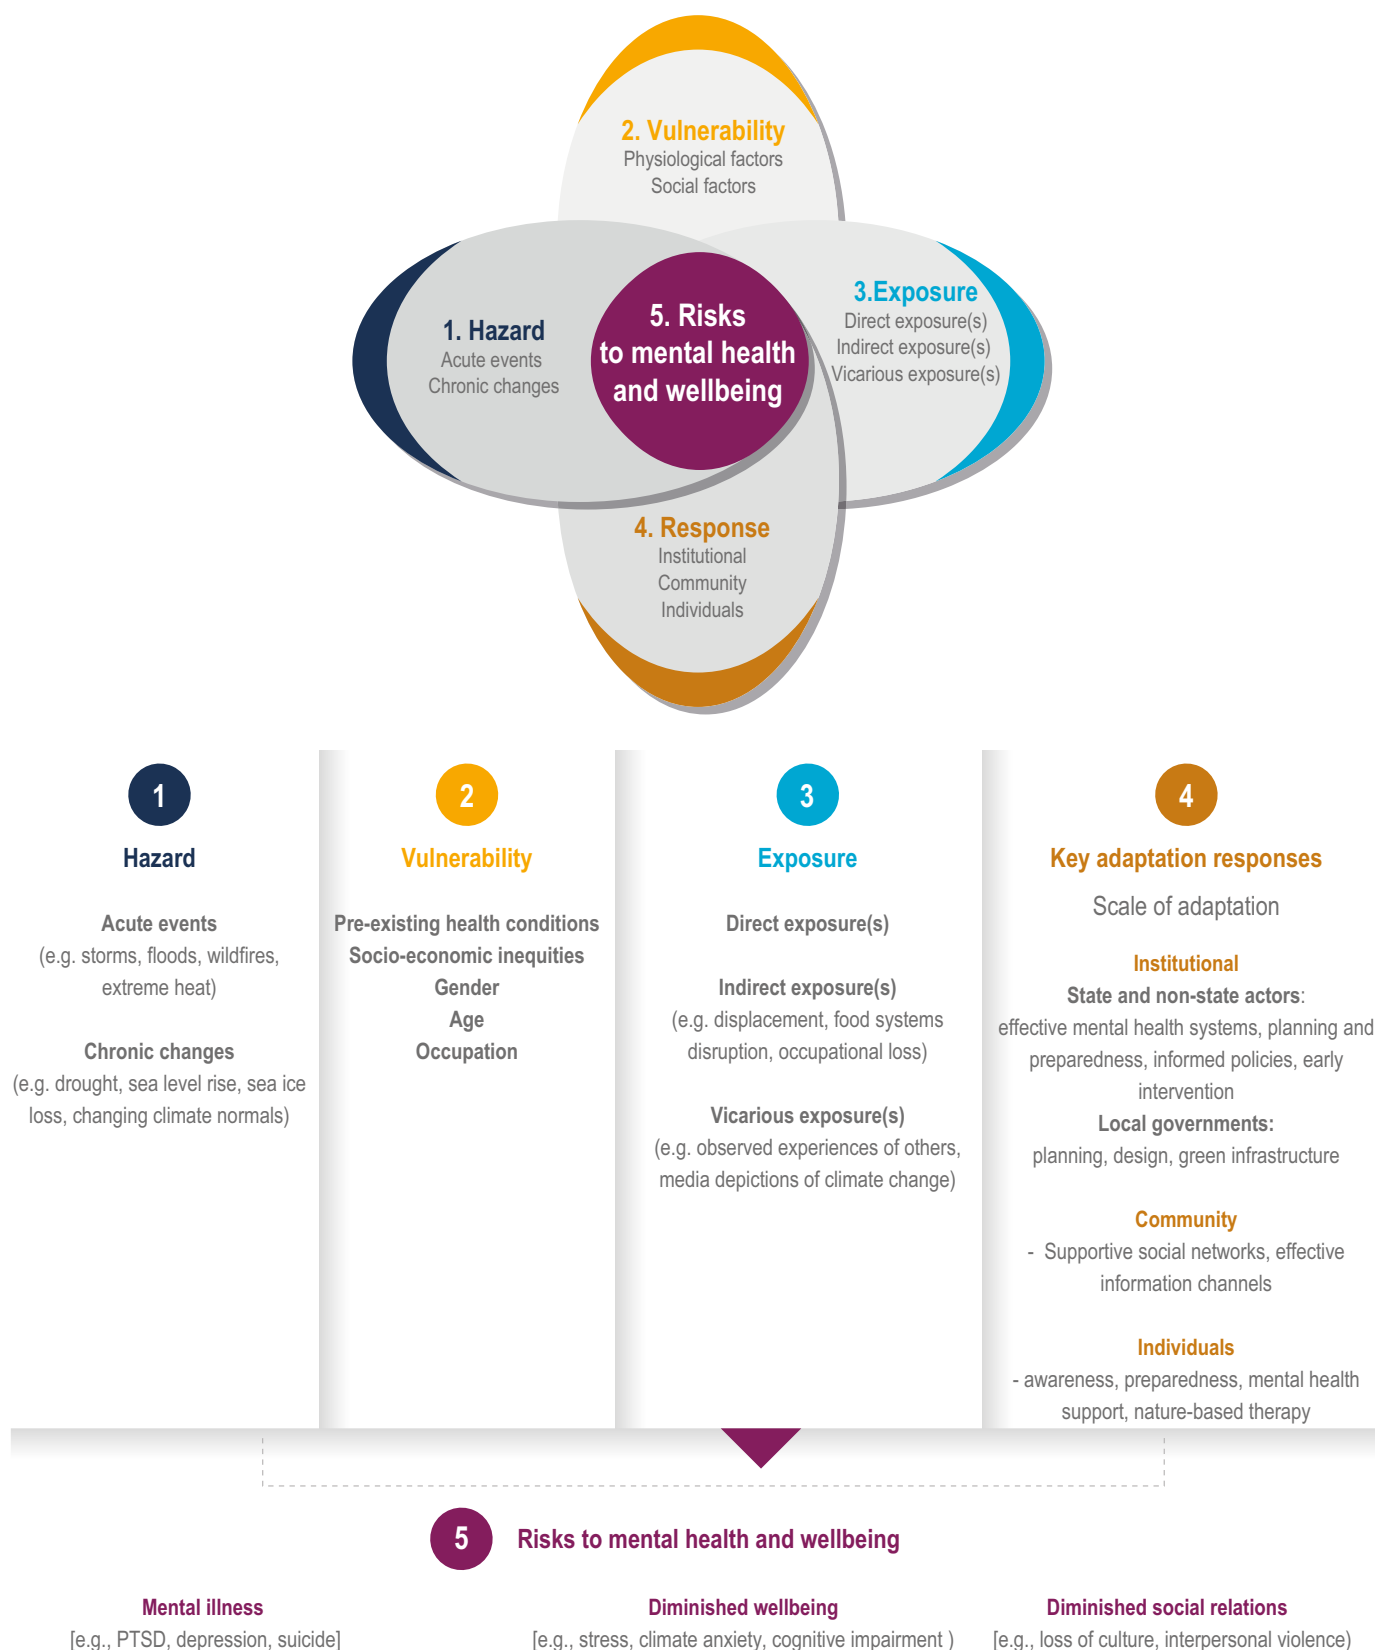 2. Vulnerability
Physiological factors
Social factors
1. Hazard
Acute events
Chronic changes
5. Risks
to mental health
and wellbeing
3.Exposure
Direct exposure(s)
Indirect exposure(s)
Vicarious exposure(s)
4. Response
Institutional
Community
Individuals
1
Hazard
Acute events
(e.g. storms, floods, wildfires,
extreme heat)
Chronic changes
(e.g. drought, sea level rise, sea ice
loss, changing climate normals)
2
Vulnerability
Pre-existing health conditions
Socio-economic inequities
Gender
Age
Occupation
3
Exposure
Direct exposure(s)
Indirect exposure(s)
(e.g. displacement, food systems
disruption, occupational loss)
Vicarious exposure(s)
(e.g. observed experiences of others,
media depictions of climate change)
4
Key adaptation responses
Scale of adaptation
Institutional
State and non-state actors:
effective mental health systems, planning and
preparedness, informed policies, early
intervention
Local governments:
planning, design, green infrastructure
Community
- Supportive social networks, effective
information channels
Individuals
- awareness, preparedness, mental health
support, nature-based therapy
5
Risks to mental health and wellbeing
Mental illness
[e.g., PTSD, depression, suicide]
Diminished wellbeing
[e.g., stress, climate anxiety, cognitive impairment )
Diminished social relations
[e.g., loss of culture, interpersonal violence)